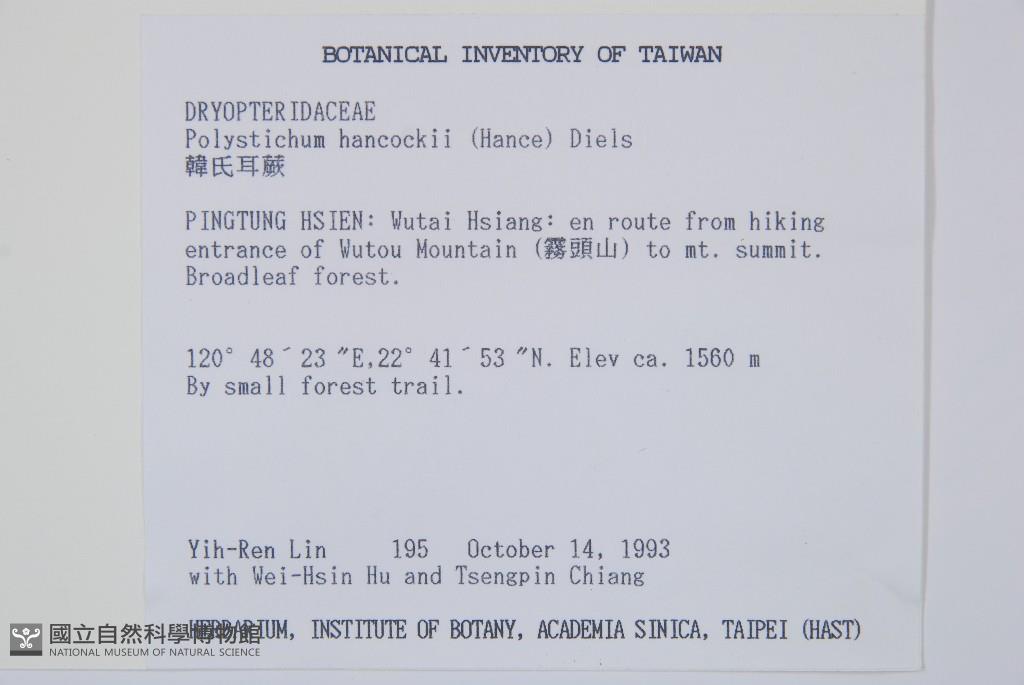 BOTANICAL INVENTORY OF TAIWAN
DRYOPTERIDACEAE
Polystichum hancockii (Hance) Diels
韓氏耳蕨
PINGTUNG HSIEN: Wutai Hsiang: en route from hiking
entrance of Wutou Mountain (霧頭山) to mt. summit.
Broadleaf forest.
120° 48´ 23 ″E,22° 41´ 53 ″N. Elev ca. 1560 m
By small forest trail.
Yih-Ren Lin 195 October 14, 1993
with Wei-Hsin Hu and Tsengpin Chiang
HERBARIUM, INSTITUTE OF BOTANY, ACADEMIA SINICA, TAIPEI (HAST)
國立自然科學博物館
NATIONAL MUSEUM OF NATURAL SCIENCE